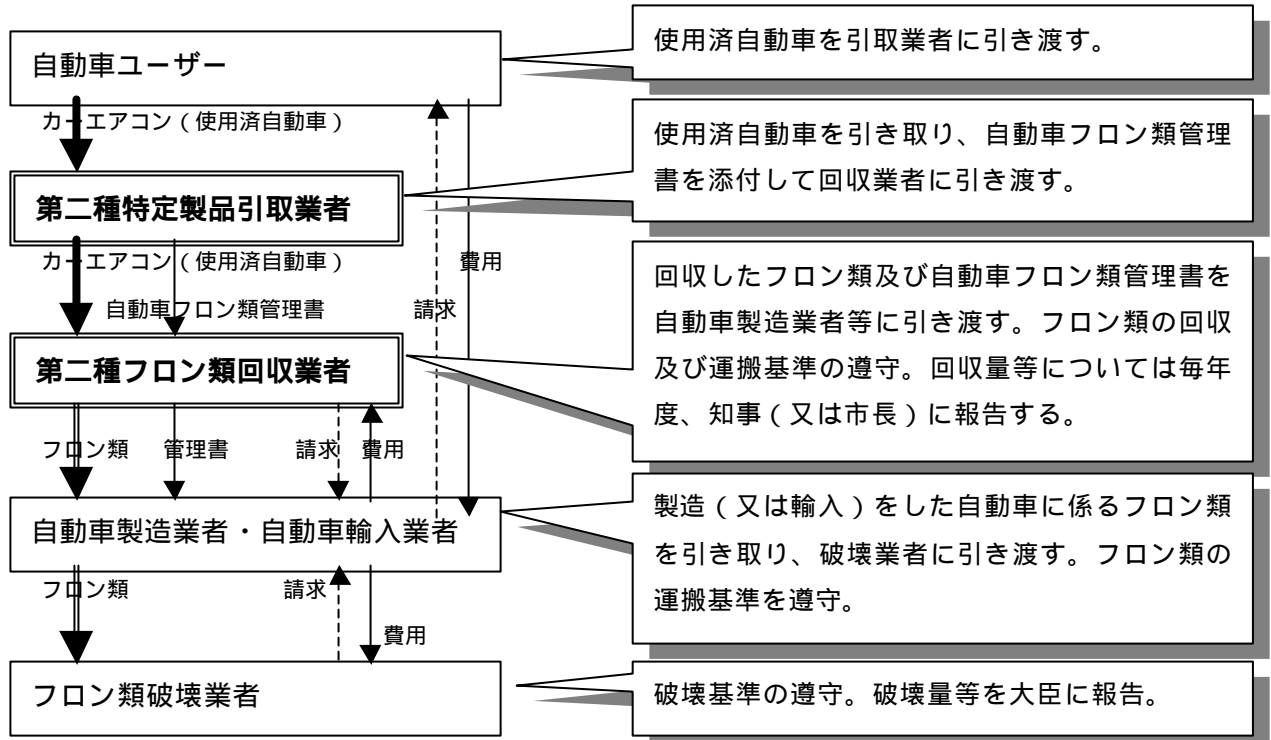 使用済自動車を引取業者に引き渡す。
自動車ユーザー
カーエアコン（使用済自動車）
使用済自動車を引き取り、自動車フロン類管理
書を添付して回収業者に引き渡す。
第二種特定製品引取業者
カーエアコン（使用済自動車）
費用
自動車フロン類管理書
請求
回収したフロン類及び自動車フロン類管理書を
自動車製造業者等に引き渡す。フロン類の回収
及び運搬基準の遵守。回収量等については毎年
度、知事（又は市長）に報告する。
第二種フロン類回収業者
フロン類 管理書 請求 費用
自動車製造業者・自動車輸入業者
製造（又は輸入）をした自動車に係るフロン類
を引き取り、破壊業者に引き渡す。フロン類の
運搬基準を遵守。
フロン類 請求
費用
フロン類破壊業者
破壊基準の遵守。破壊量等を大臣に報告。